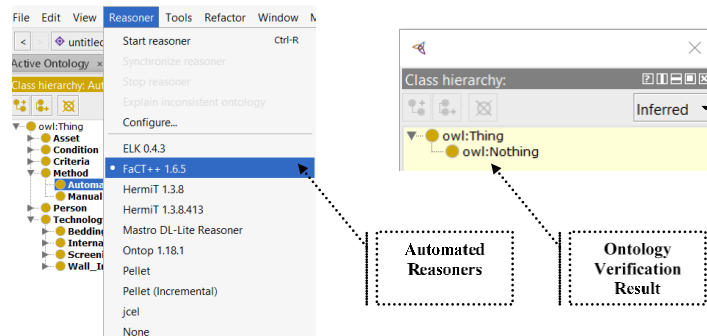 File Edit View Reasoner Tools Refactor Window
< > untitled
Active Ontology ×
Class hierarchy: Aut
owl:Thing
Asset
Condition
Criteria
Method
Automa
Manual
Person
Technology
Bedding
Interna
Screeni
Wall_In
Start reasoner Ctrl-R
Synchronize reasoner
Stop reasoner
Explain inconsistent ontology
Configure...
ELK 0.4.3
FaCT++ 1.6.5
HermiT 1.3.8
HermiT 1.3.8.413
Mastro DL-Lite Reasoner
Ontop 1.18.1
Pellet
Pellet (Incremental)
jcel
None
Class hierarchy:
Inferred
owl:Thing
owl:Nothing
Automated
Reasoners
Ontology
Verification
Result